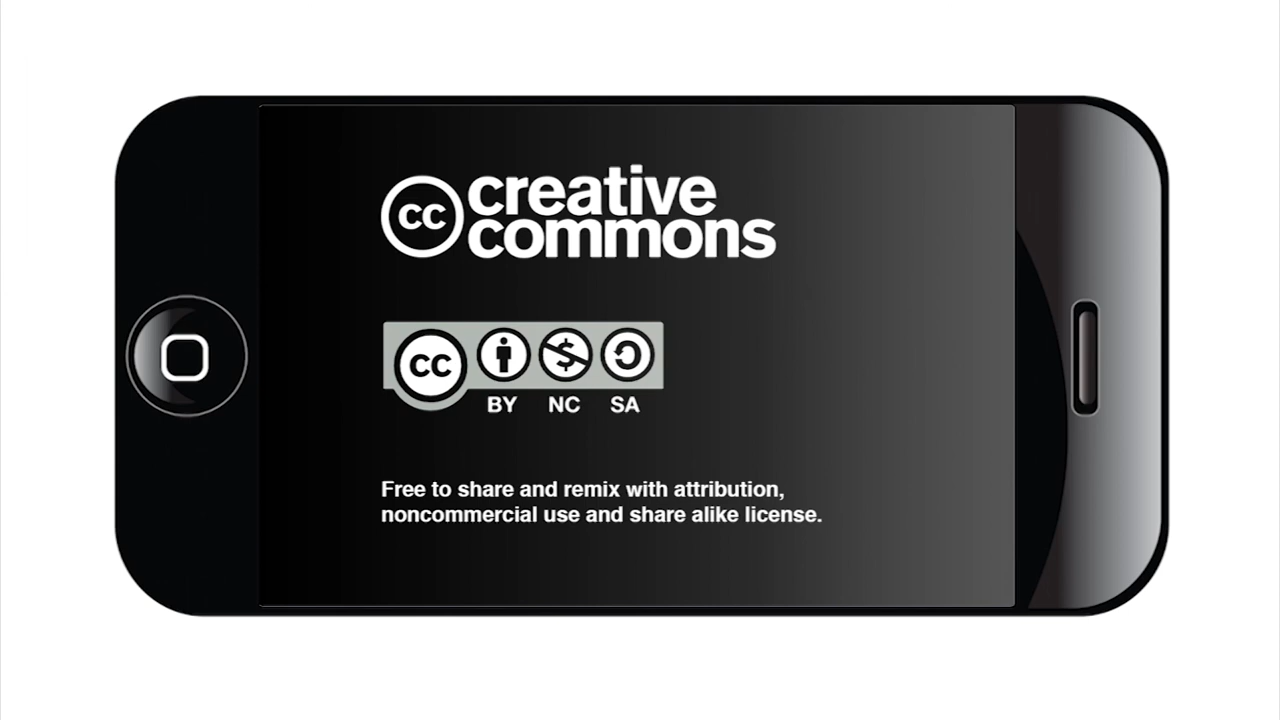 cc creative
commons
cc
BY NC SA
Free to share and remix with attribution,
noncommercial use and share alike license.